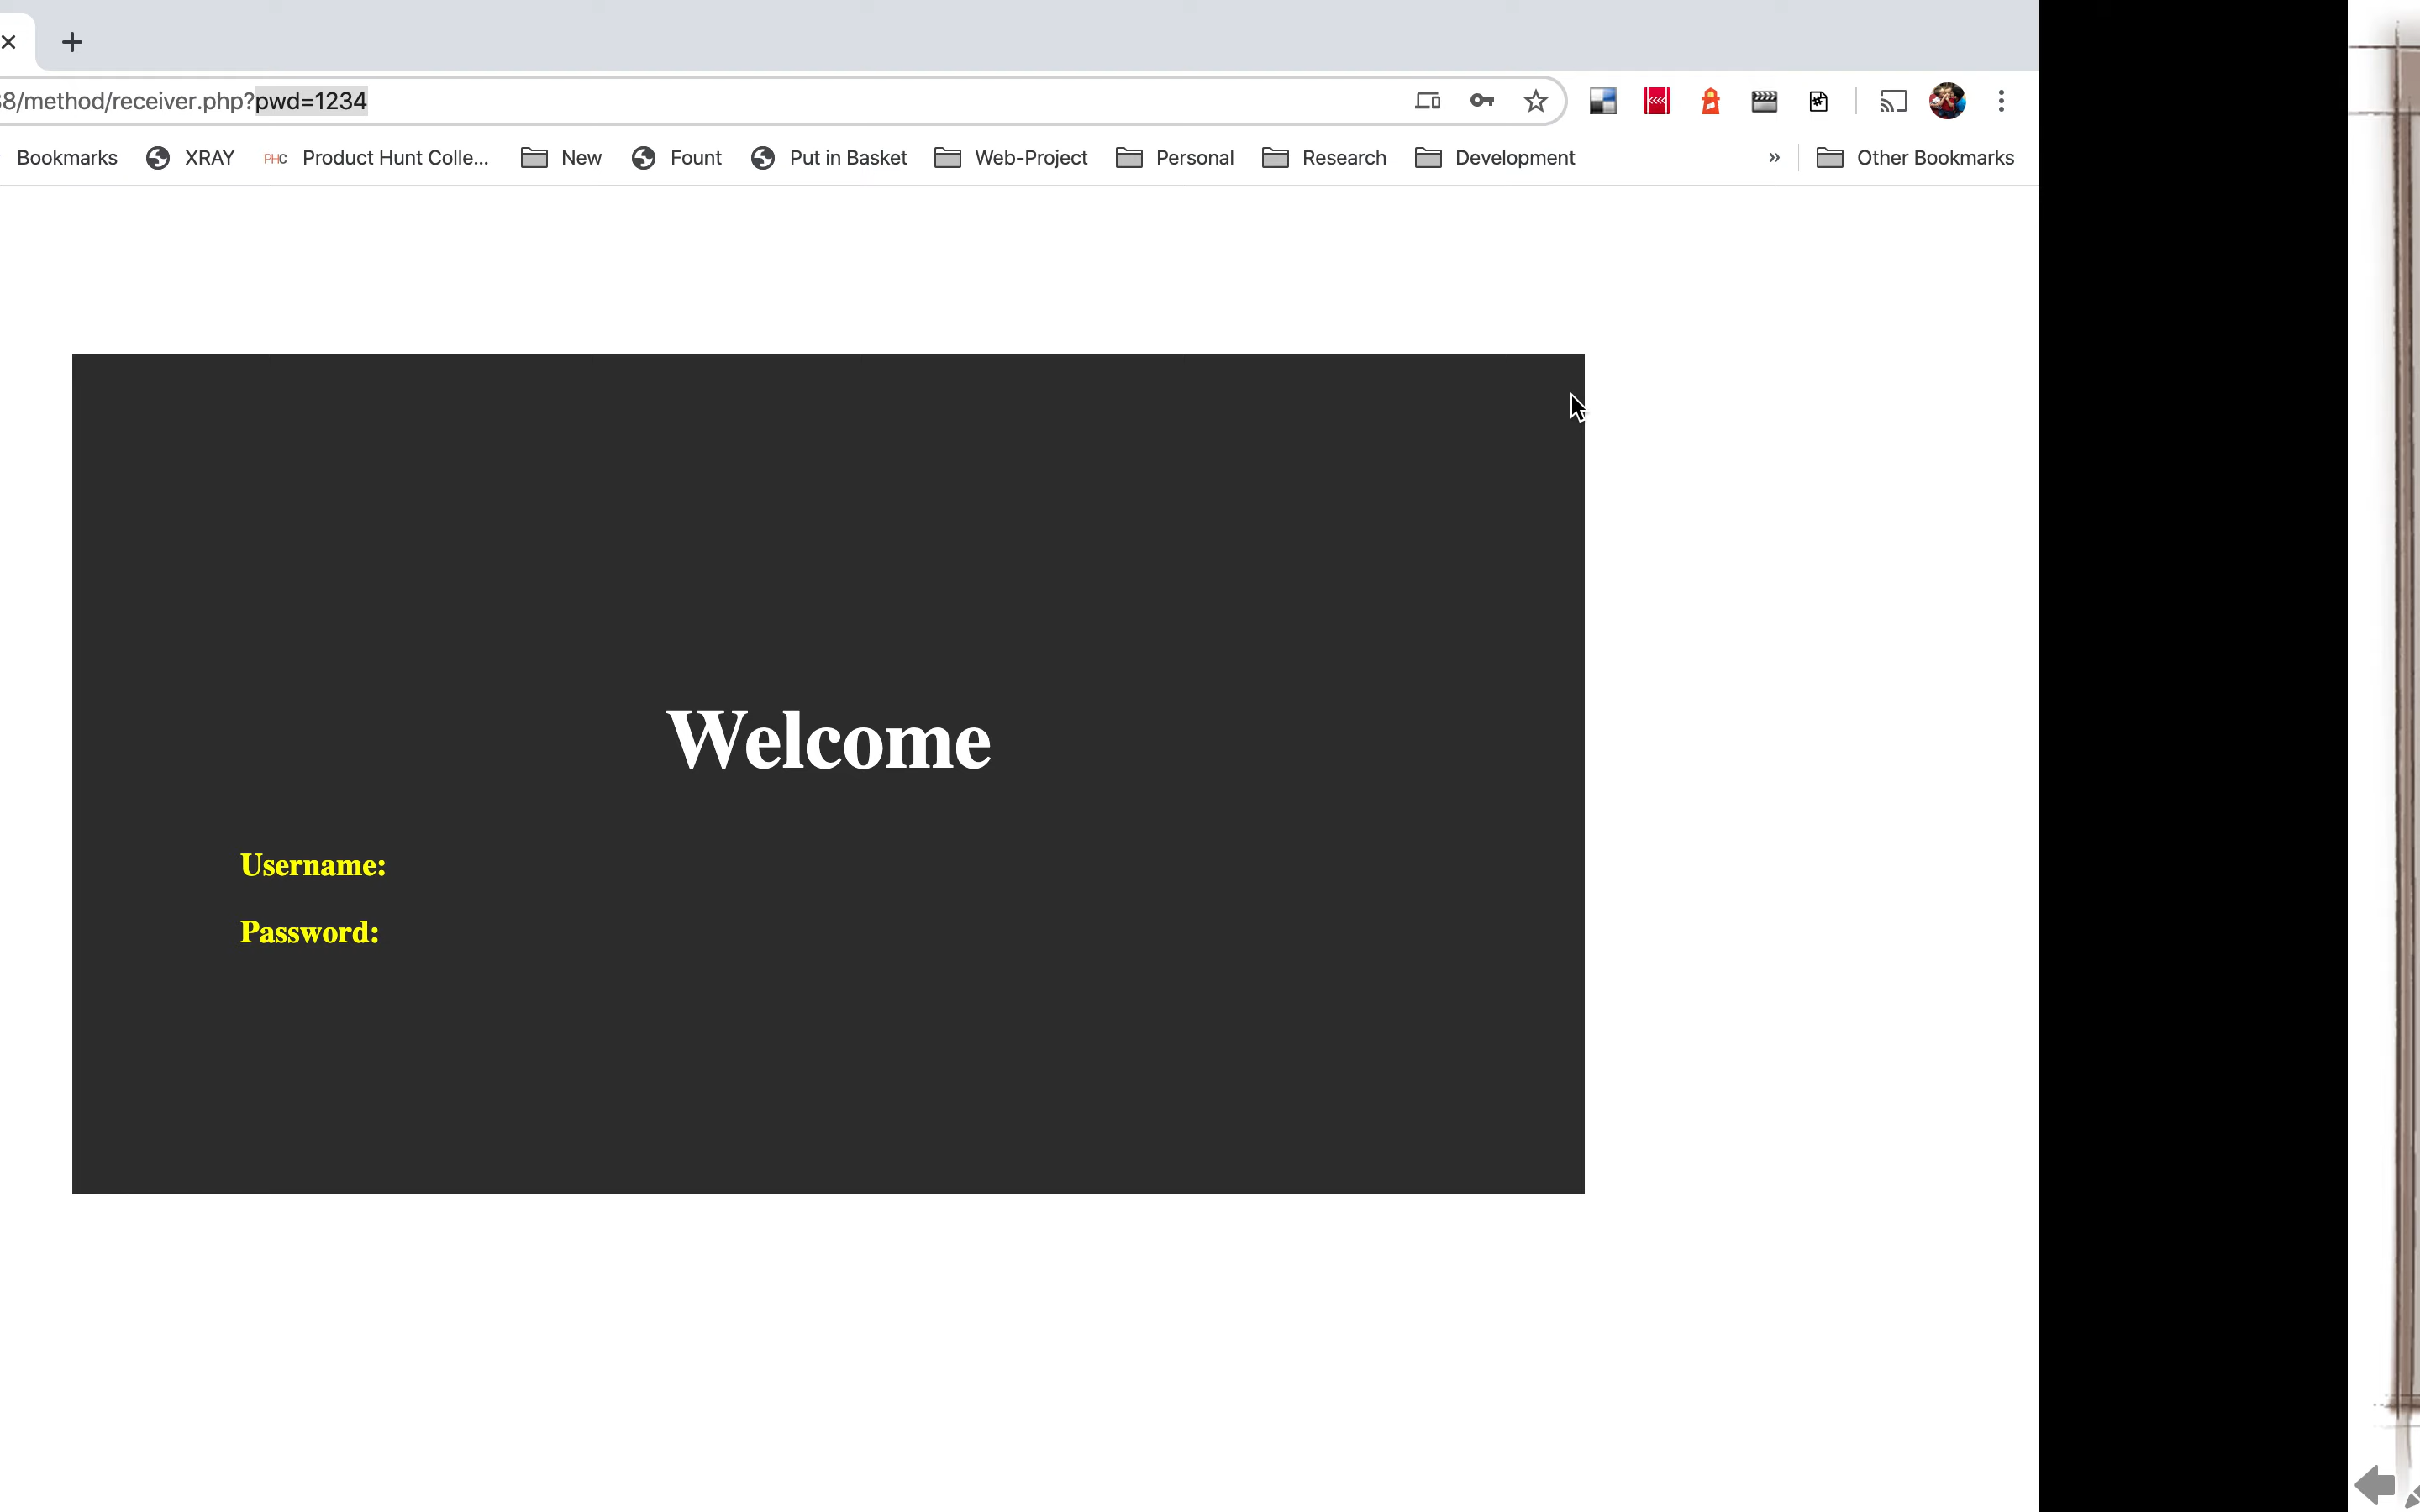 8/method/receiver.php?pwd=1234
Bookmarks XRAY PHC Product Hunt Colle... New Fount Put in Basket Web-Project Personal Research Development » Other Bookmarks
Welcome
Username:
Password: